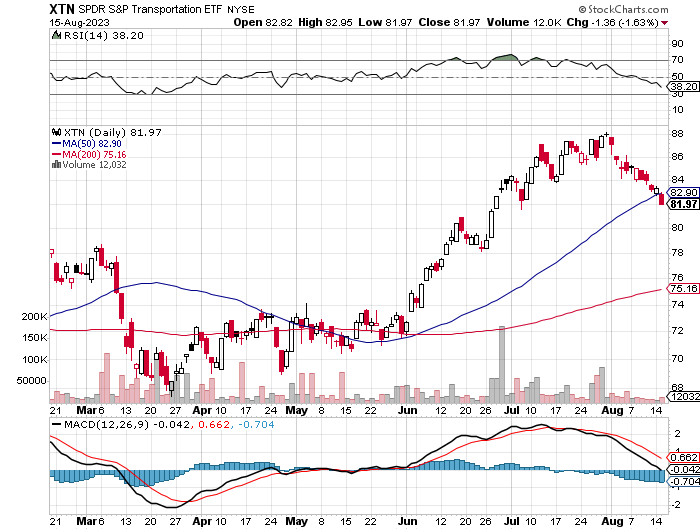 XTN SPDR S&P Transportation ETF NYSE © StockCharts.com
15-Aug-2023 Open 82.82 High 82.95 Low 81.97 Close 81.97 Volume 12.0K Chg -1.36 (-1.63%)
RSI(14) 38.20
90
70
50
38.20
30
10
XTN (Daily) 81.97
MA(50) 82.90
MA(200) 75.16
Volume 12,032
88
86
84
82.90
81.97
80
78
76
75.16
74
72
70
68
200K
150K
100K
50000
12032
21 Mar 6 13 20 27 Apr 10 17 24 May 8 15 22 Jun 12 20 26 Jul 10 17 24 Aug 7 14
MACD(12,26,9) -0.042, 0.662, -0.704
2
1
0.662
-0.042
-0.704
-2
21 Mar 6 13 20 27 Apr 10 17 24 May 8 15 22 Jun 12 20 26 Jul 10 17 24 Aug 7 14